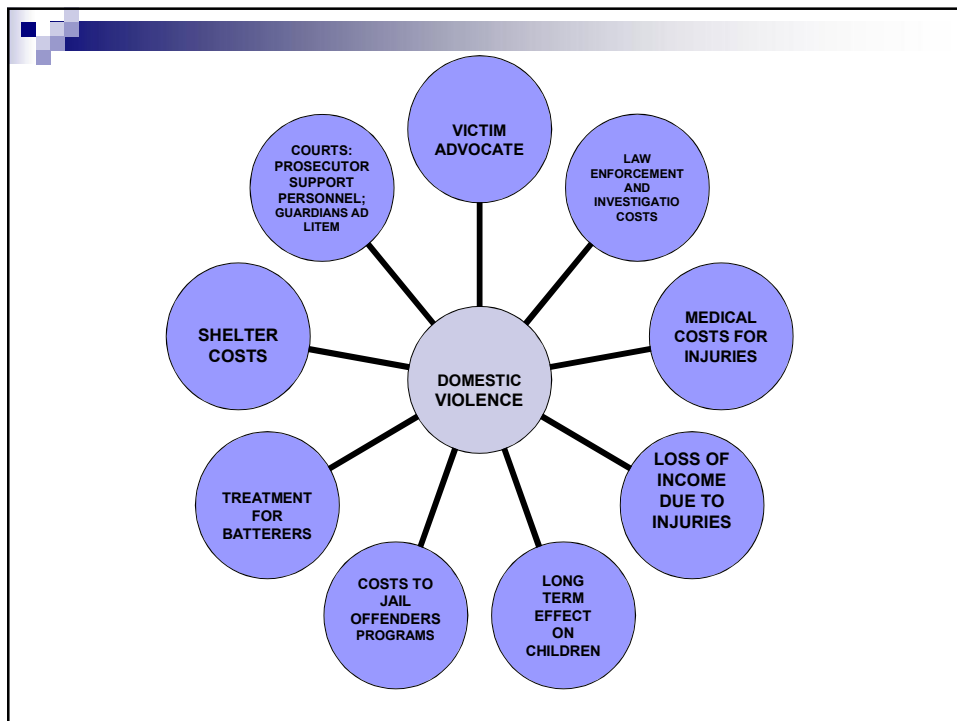 VICTIM
ADVOCATE
LAW
ENFORCEMENT
AND
INVESTIGATIO
COSTS
MEDICAL
COSTS FOR
INJURIES
LOSS OF
INCOME
DUE TO
INJURIES
LONG
TERM
EFFECT
ON
CHILDREN
COSTS TO
JAIL
OFFENDERS
PROGRAMS
TREATMENT
FOR
BATTERERS
SHELTER
COSTS
COURTS:
PROSECUTOR
SUPPORT
PERSONNEL;
GUARDIANS AD
LITEM
DOMESTIC
VIOLENCE